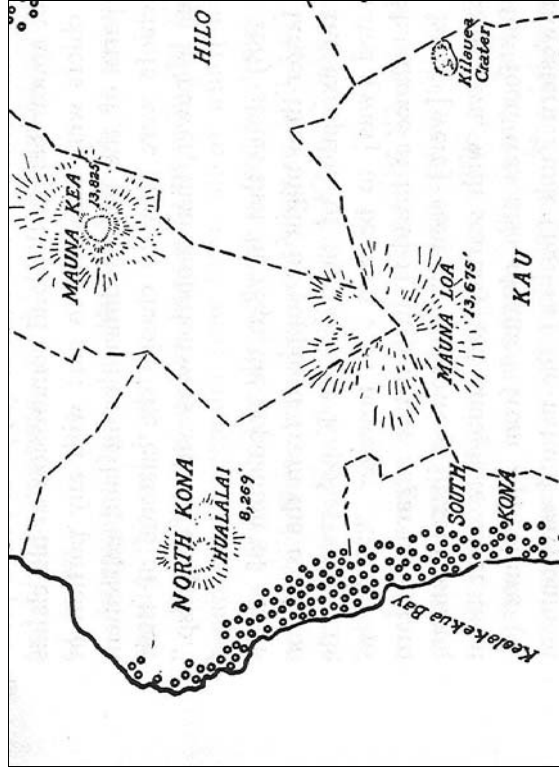 HILO
Kilauea
Crater
MAUNA KEA
13,825'
MAUNA LOA
13,675'
KAU
NORTH KONA
HUALALAI
8,269'
SOUTH
KONA
Kealakekua Bay